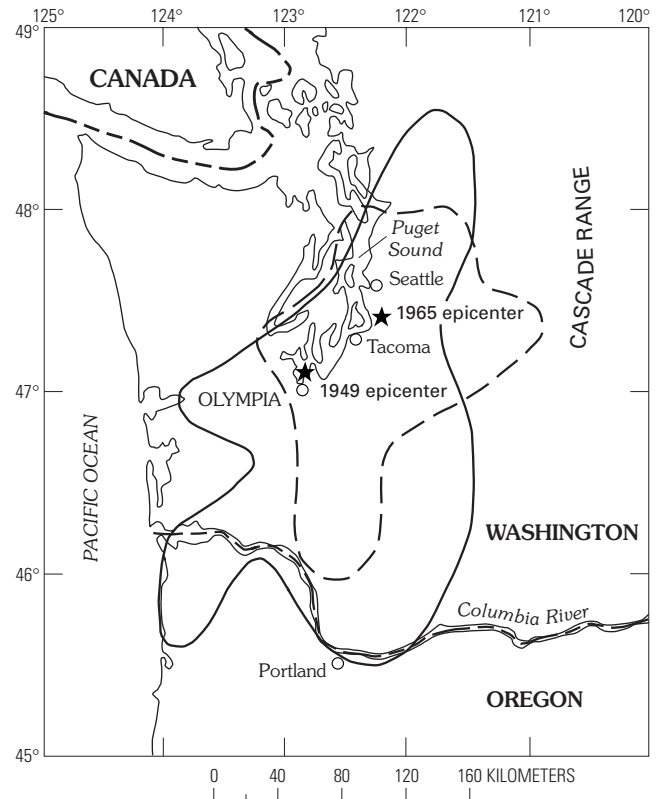 125° 124° 123° 122° 121° 120°
49°
CANADA
48°
Puget
Sound
CASCADE RANGE
Seattle
1965 epicenter
Tacoma
47°
OLYMPIA
1949 epicenter
PACIFIC OCEAN
WASHINGTON
46°
Columbia River
Portland
OREGON
45°
0 40 80 120 160 KILOMETERS